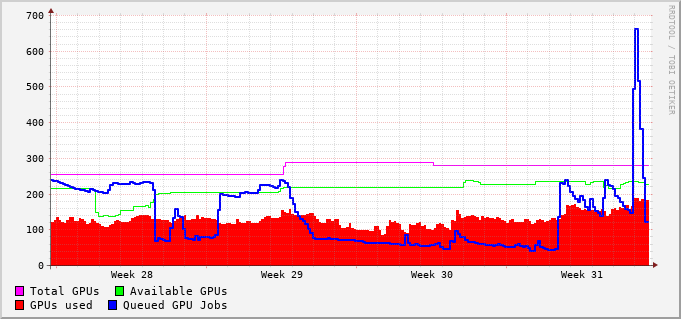 700
600
500
400
300
200
100
0
Week 28 Week 29 Week 30 Week 31
Total GPUs Available GPUs
GPUs used Queued GPU Jobs
RRDTOOL / TOBI OETIKER